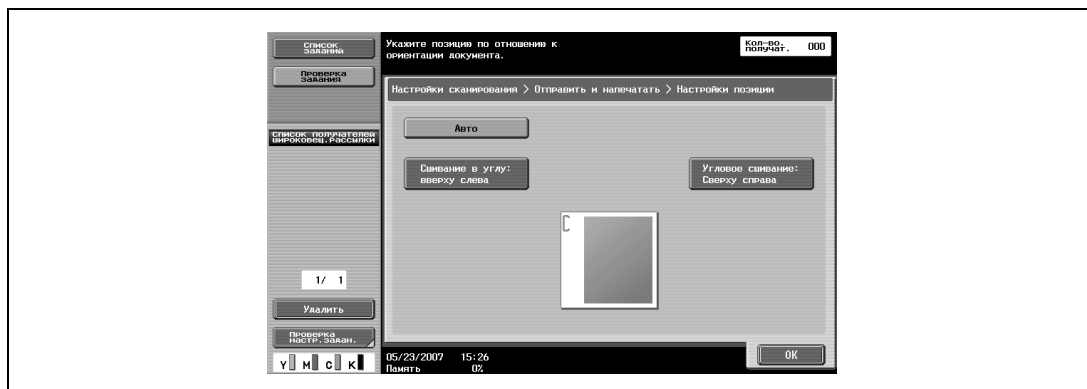 Список
задания
Проверка
задания
Список получателей
широковещ.рассылки
1/ 1
Удалить
Проверка
настр.задан.
Y M C K
Укажите позицию по отношению к
ориентации документа.
Кол-во.
получат. 000
Настройки сканирования > Отправить и напечатать > Настройки позиции
Авто
Сшивание в углу:
вверху слева
Угловое сшивание:
Сверху справа
OK
05/23/2007 15:26
Память 0%